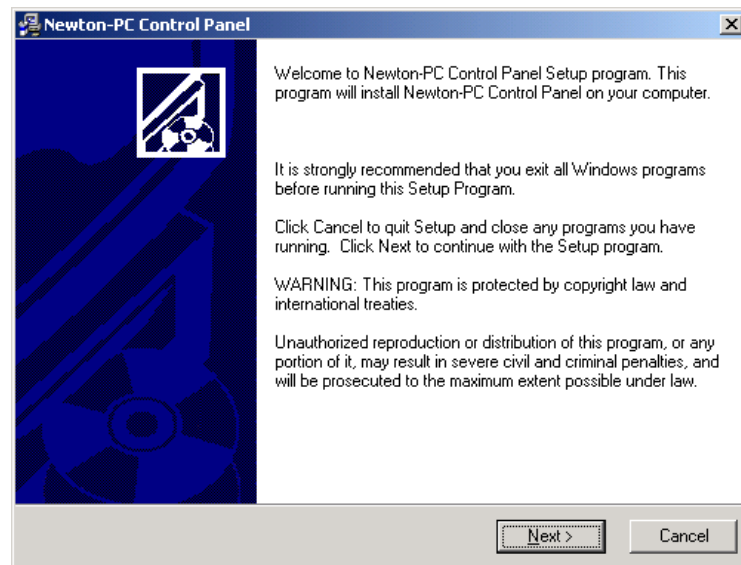 Newton-PC Control Panel
Welcome to Newton-PC Control Panel Setup program. This
program will install Newton-PC Control Panel on your computer.
It is strongly recommended that you exit all Windows programs
before running this Setup Program.
Click Cancel to quit Setup and close any programs you have
running. Click Next to continue with the Setup program.
WARNING: This program is protected by copyright law and
international treaties.
Unauthorized reproduction or distribution of this program, or any
portion of it, may result in severe civil and criminal penalties, and
will be prosecuted to the maximum extent possible under law.
Next > Cancel